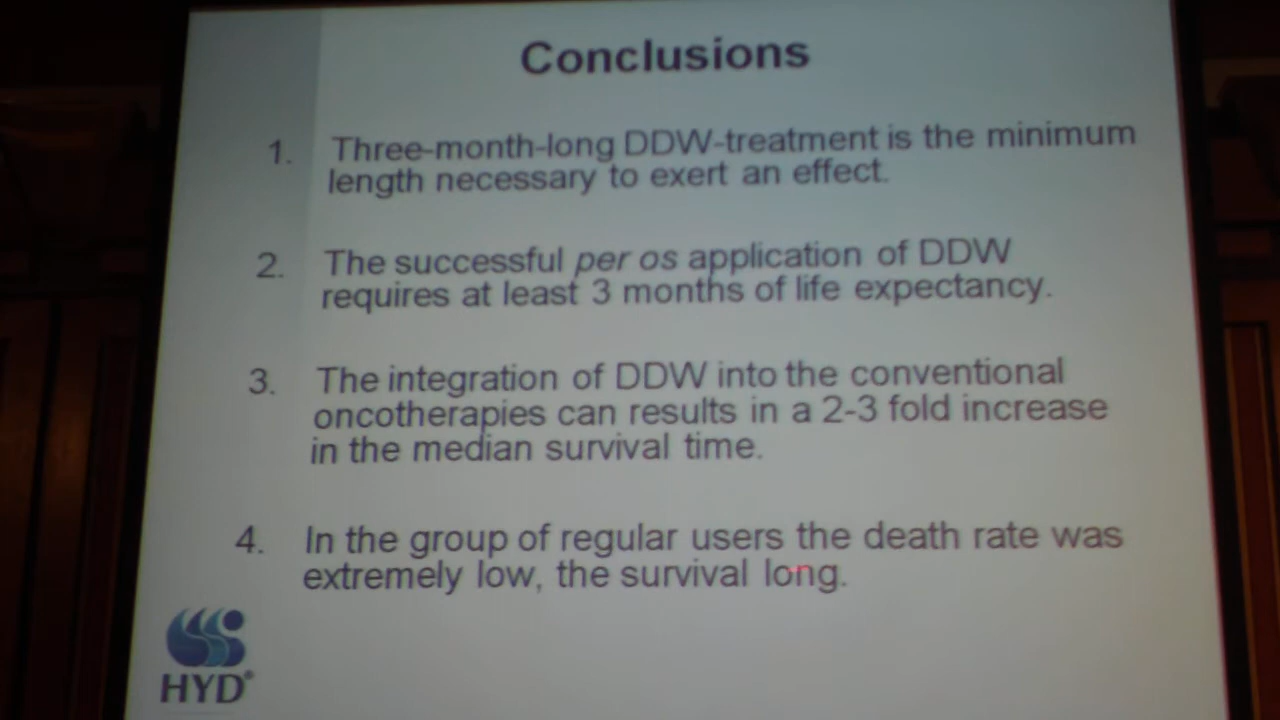 Conclusions
1. Three-month-long DDW-treatment is the minimum
length necessary to exert an effect.
2. The successful per os application of DDW
requires at least 3 months of life expectancy.
3. The integration of DDW into the conventional
oncotherapies can results in a 2-3 fold increase
in the median survival time.
4. In the group of regular users the death rate was
extremely low, the survival long.
HYD®